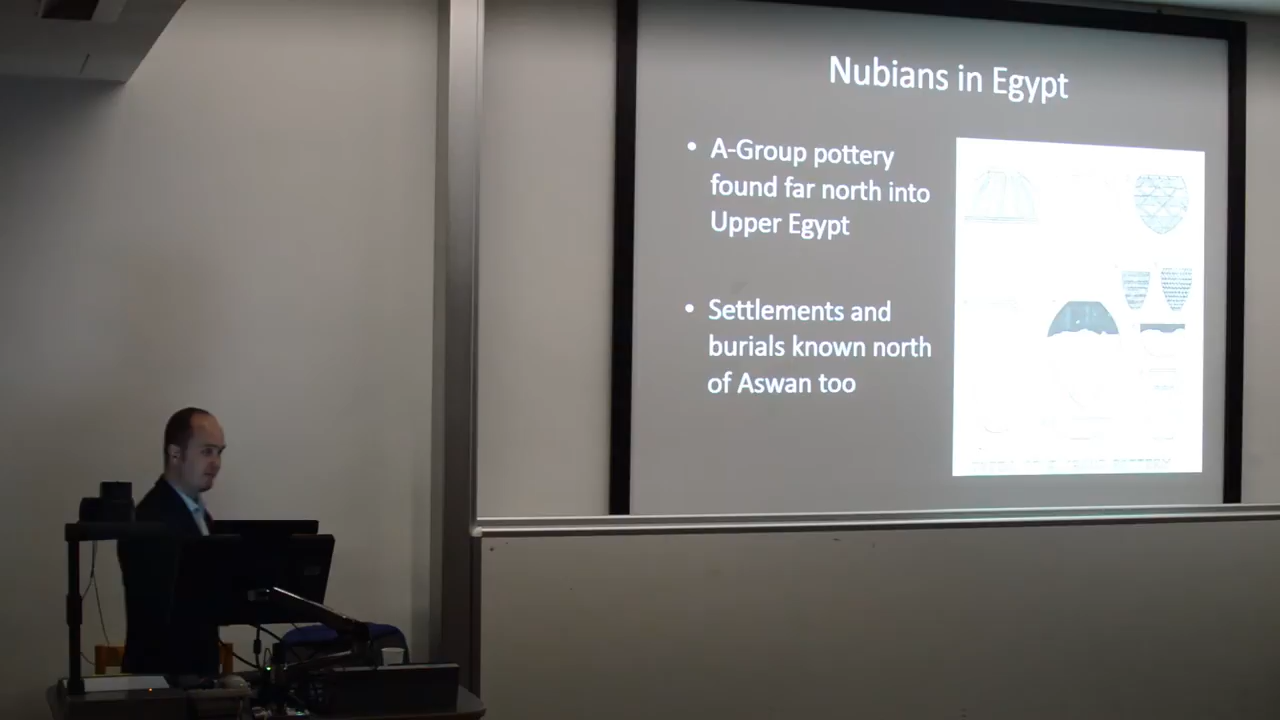 Nubians in Egypt
• A-Group pottery
found far north into
Upper Egypt
• Settlements and
burials known north
of Aswan too